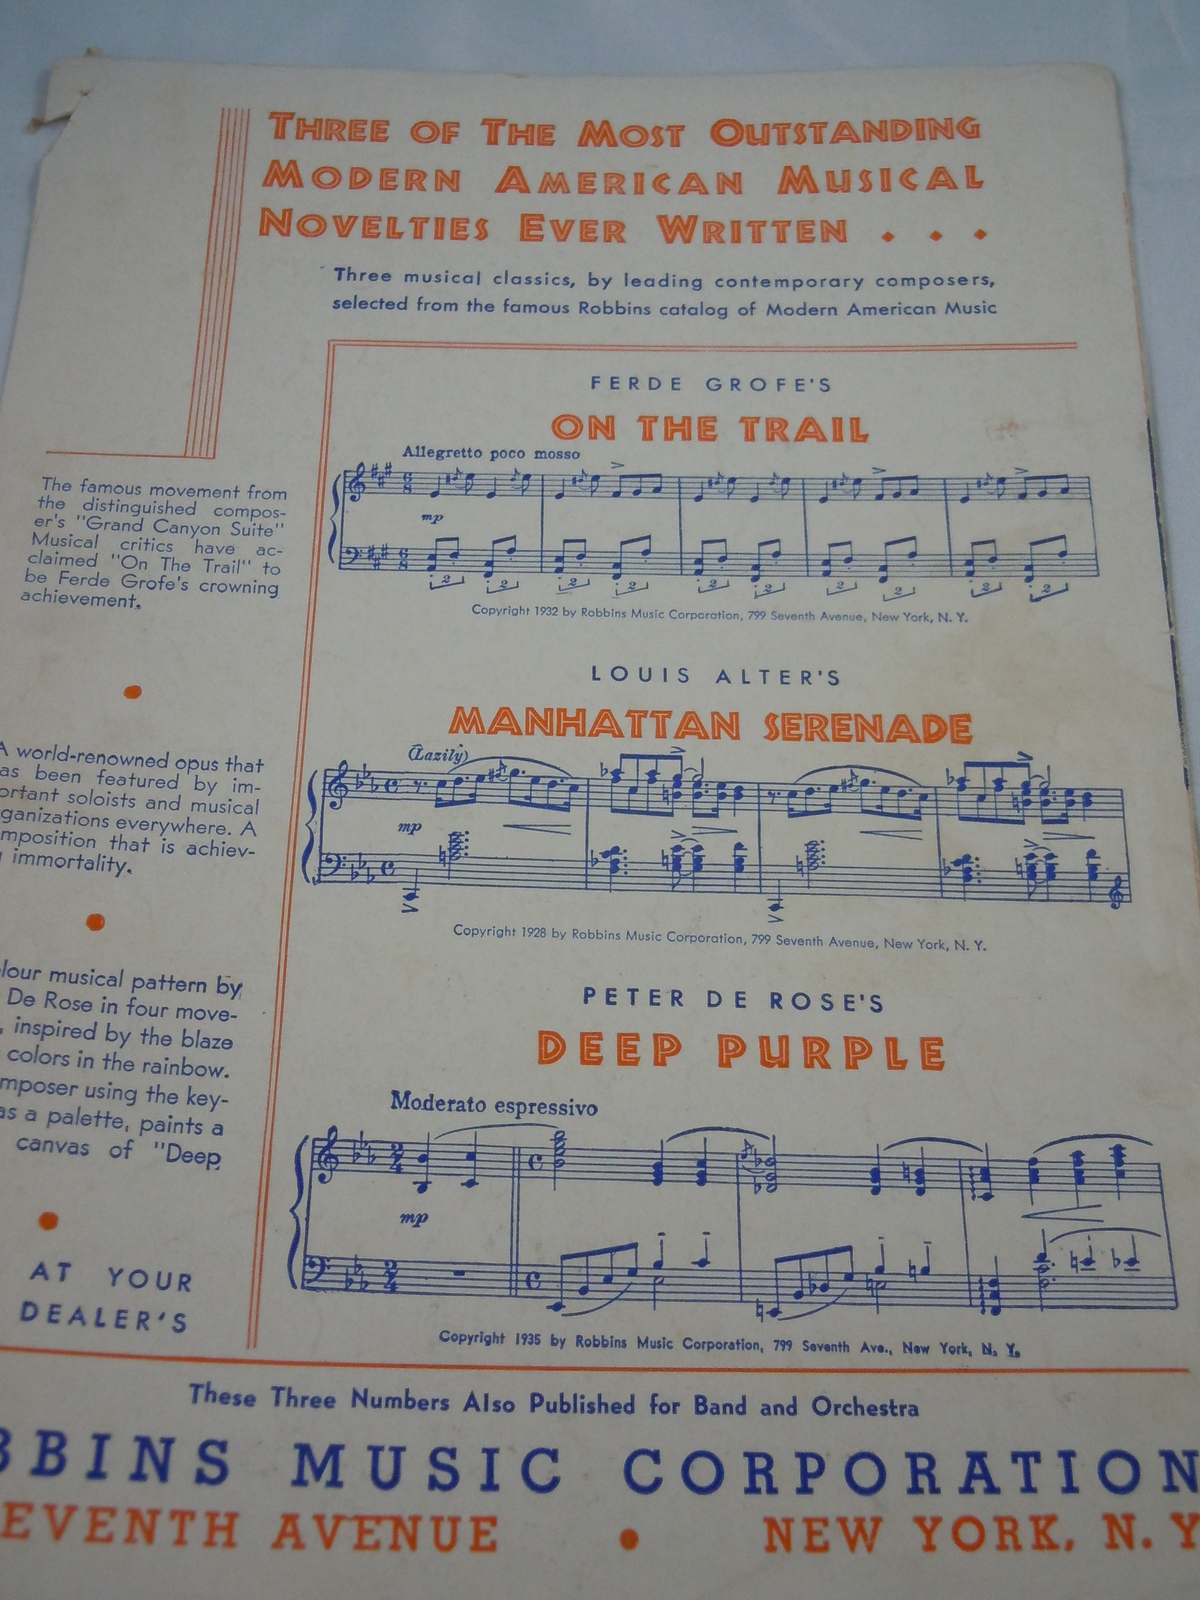 THREE OF THE MOST OUTSTANDING
MODERN AMERICAN MUSICAL
NOVELTIES EVER WRITTEN . . .
Three musical classics, by leading contemporary composers,
selected from the famous Robbins catalog of Modern American Music
FERDE GROFE'S
ON THE TRAIL
Allegretto poco mosso
mp
Copyright 1932 by Robbins Music Corporation, 799 Seventh Avenue, New York, N. Y.
The famous movement from
the distinguished compos-
er's "Grand Canyon Suite"
Musical critics have ac-
claimed "On The Trail" to
be Ferde Grofe's crowning
achievement.
LOUIS ALTER'S
MANHATTAN SERENADE
(Lazily)
mp
Copyright 1928 by Robbins Music Corporation, 799 Seventh Avenue, New York, N. Y.
A world-renowned opus that
as been featured by im-
ortant soloists and musical
ganizations everywhere. A
mposition that is achiev-
immortality.
PETER DE ROSE'S
DEEP PURPLE
Moderato espressivo
mp
Copyright 1935 by Robbins Music Corporation, 799 Seventh Ave., New York, N. Y.
lour musical pattern by
De Rose in four move-
, inspired by the blaze
colors in the rainbow.
mposer using the key-
as a palette, paints a
canvas of "Deep
AT YOUR
DEALER'S
These Three Numbers Also Published for Band and Orchestra
BBINS MUSIC CORPORATION
EVENTH AVENUE • NEW YORK, N. Y